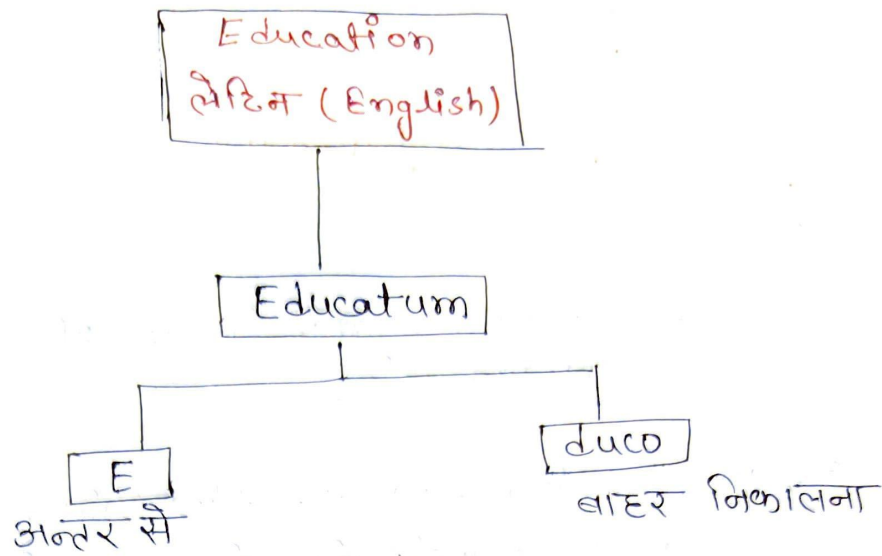 Education
लेटिन (English)
Educatum
E
duco
अन्तर से
बाहर निकालना